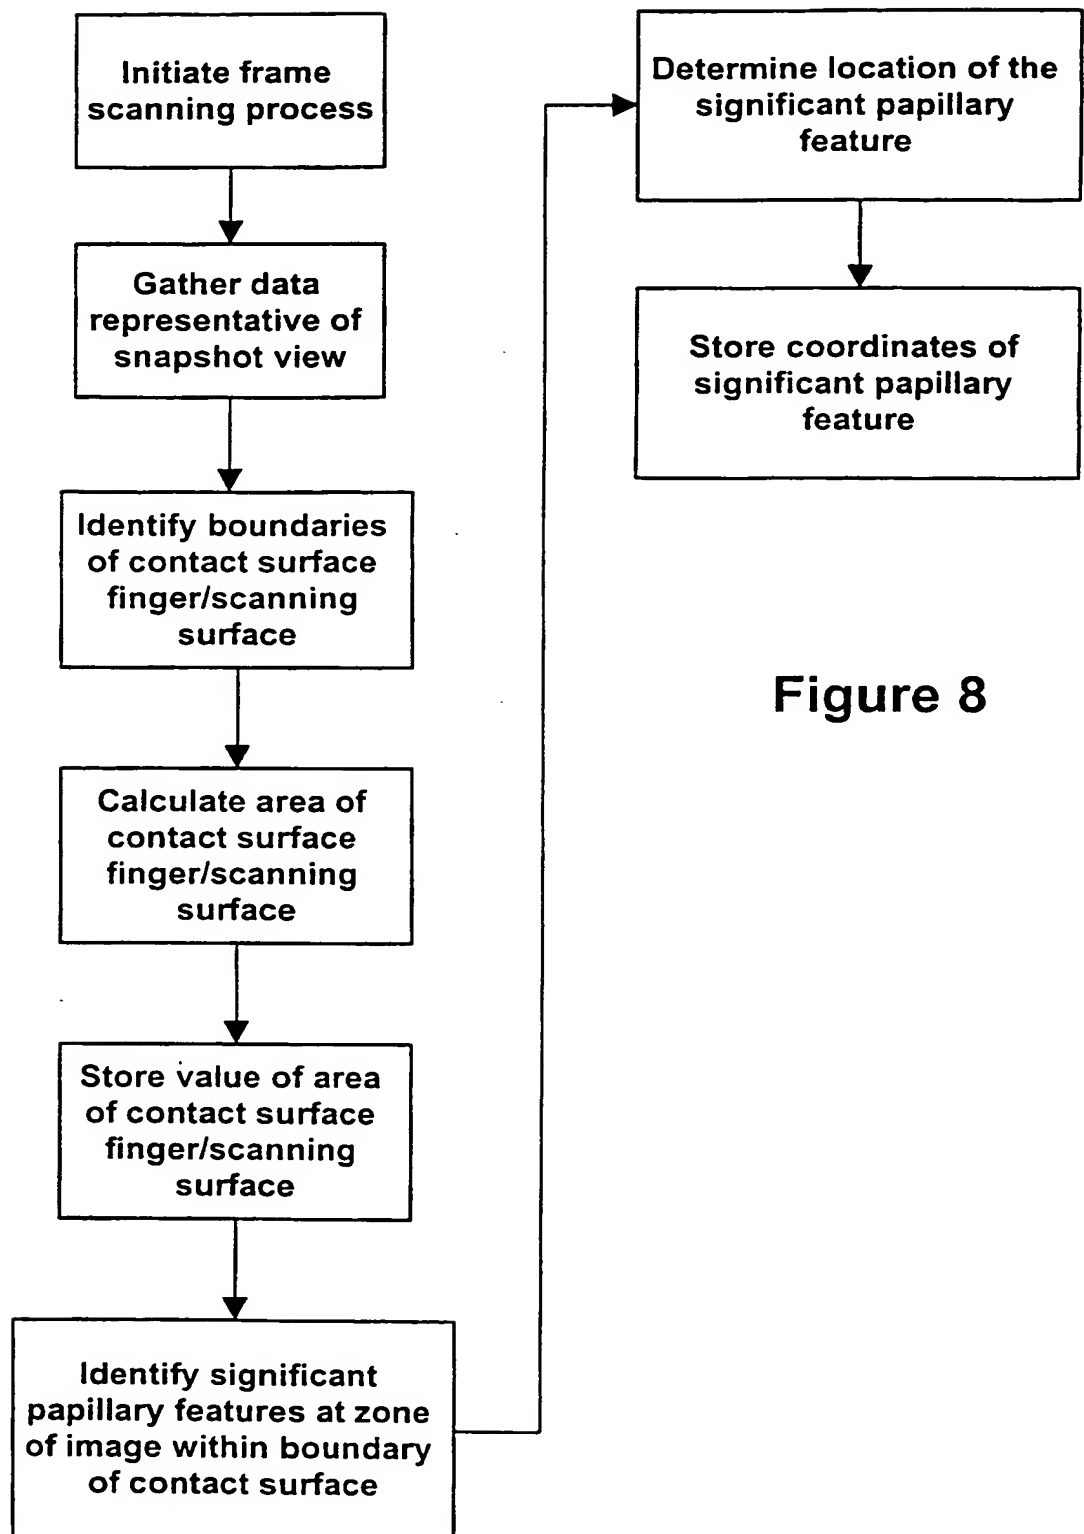 Initiate frame
scanning process
Gather data
representative of
snapshot view
Identify boundaries
of contact surface
finger/scanning
surface
Calculate area of
contact surface
finger/scanning
surface
Store value of area
of contact surface
finger/scanning
surface
Identify significant
papillary features at zone
of image within boundary
of contact surface
Determine location of the
significant papillary
feature
Store coordinates of
significant papillary
feature
Figure 8